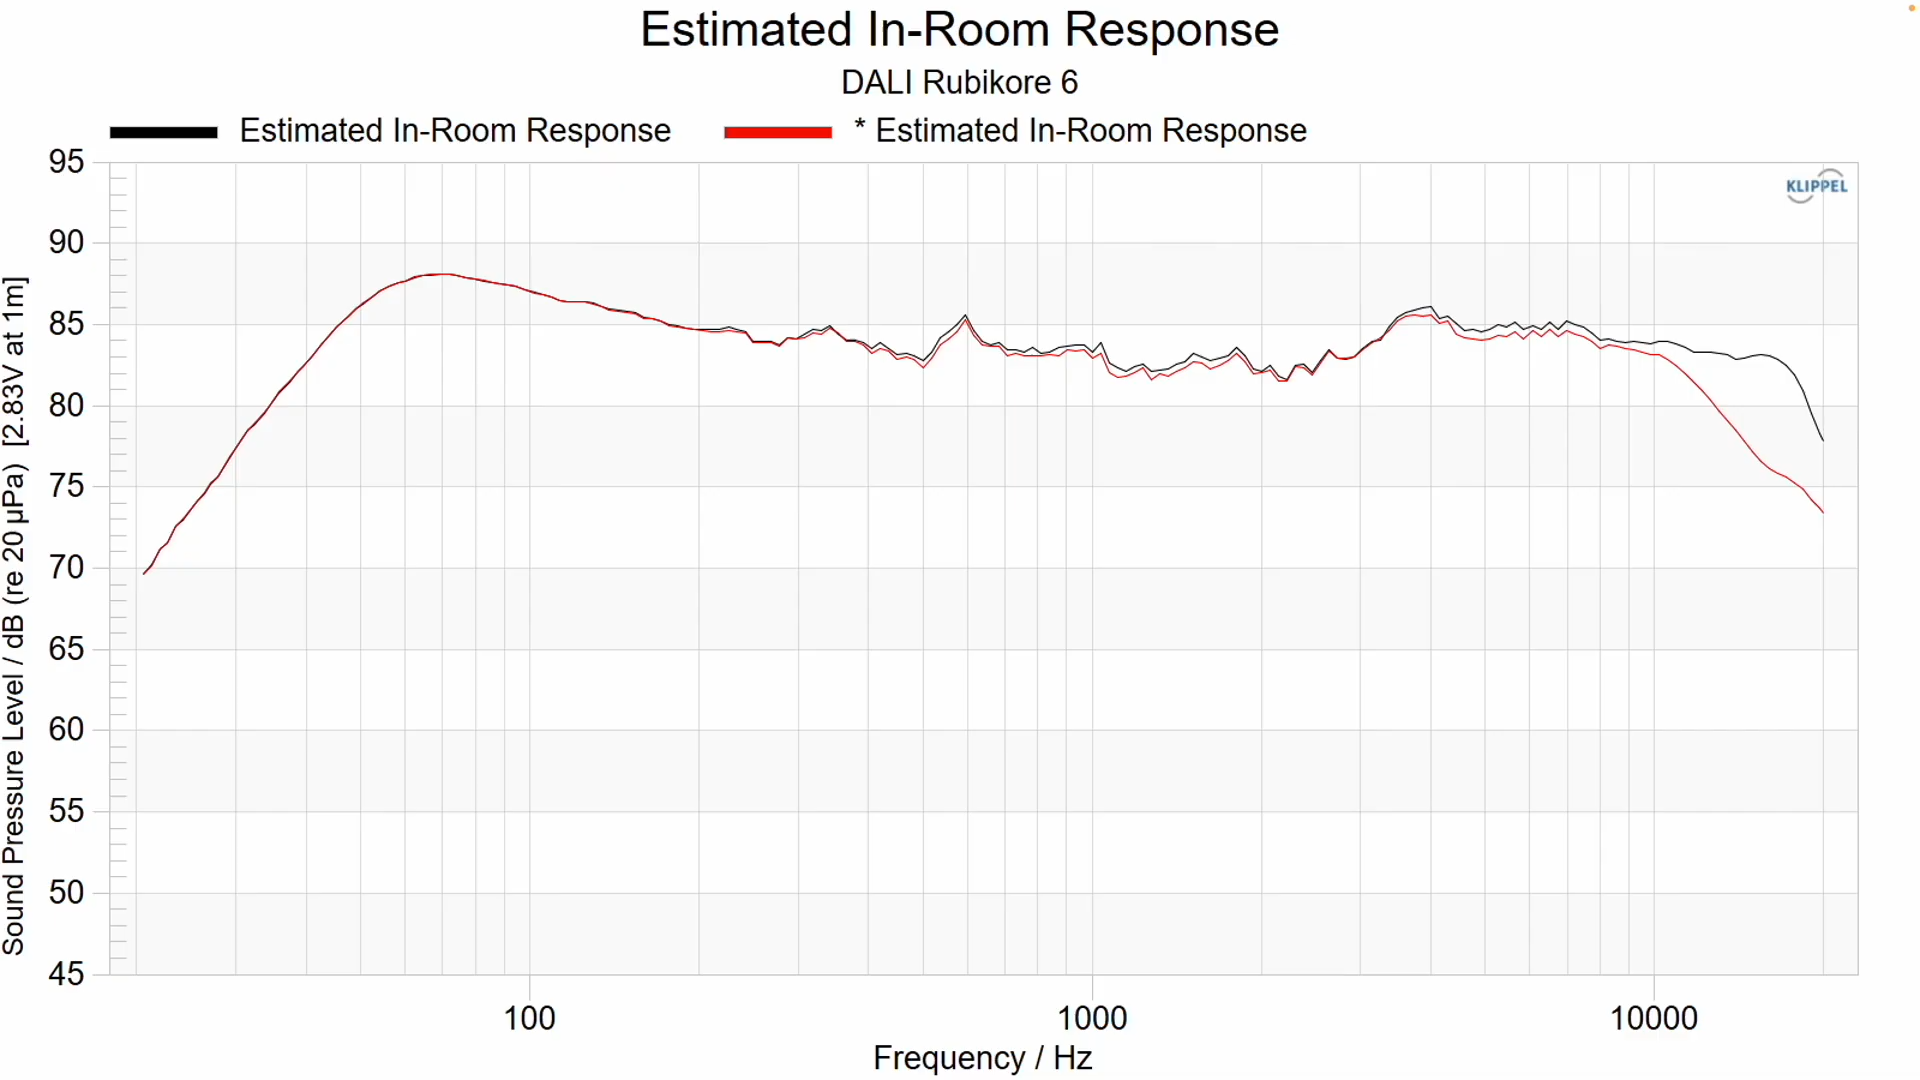 Estimated In-Room Response
DALI Rubikore 6
Estimated In-Room Response
* Estimated In-Room Response
KLIPPEL
Sound Pressure Level / dB (re 20 µPa) [2.83V at 1m]
95
90
85
80
75
70
65
60
55
50
45
100 1000 10000
Frequency / Hz